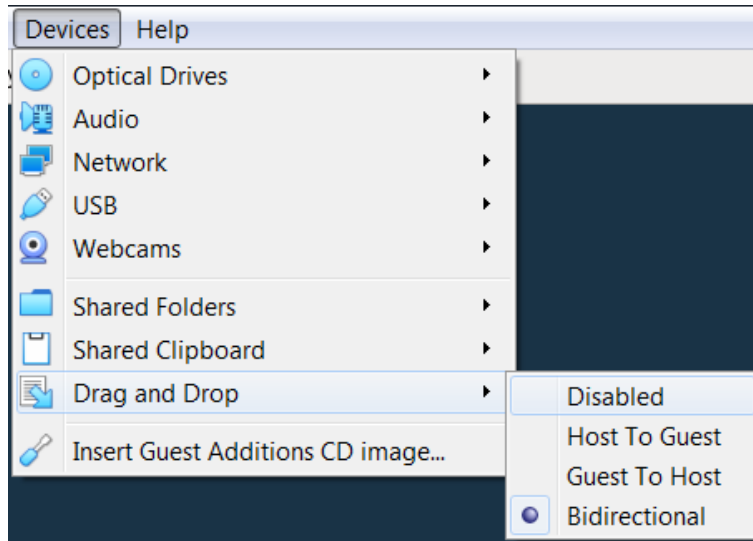 Devices Help
Optical Drives
Audio
Network
USB
Webcams
Shared Folders
Shared Clipboard
Drag and Drop
Insert Guest Additions CD image...
Disabled
Host To Guest
Guest To Host
Bidirectional